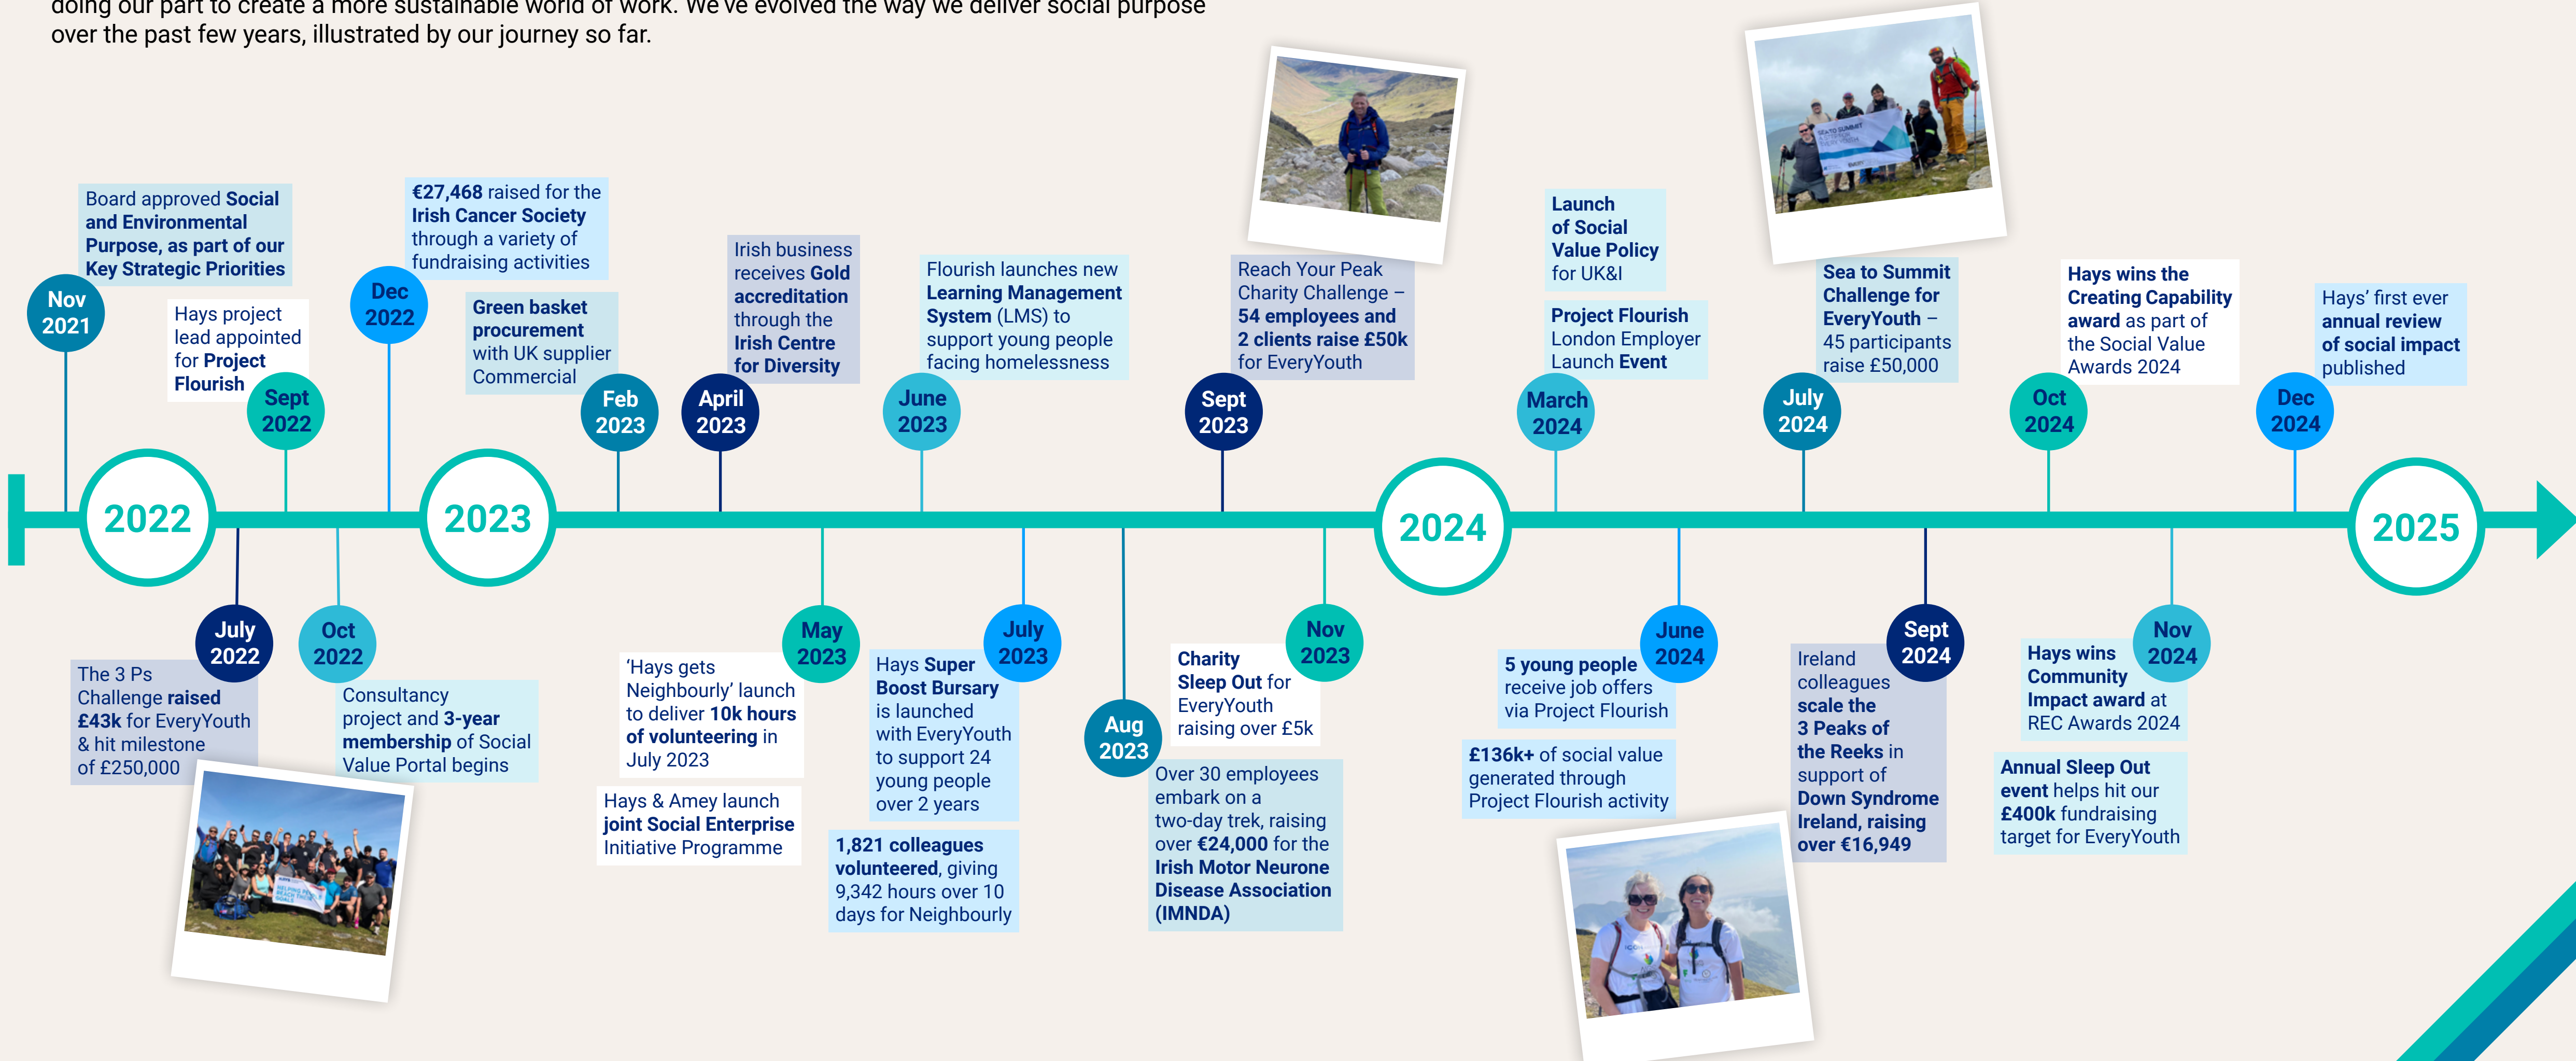 doing our part to create a more sustainable world of work. We've evolved the way we deliver social purpose
over the past few years, illustrated by our journey so far.
Nov
2021
Board approved Social
and Environmental
Purpose, as part of our
Key Strategic Priorities
2022
July
2022
The 3 Ps
Challenge raised
£43k for EveryYouth
& hit milestone
of £250,000
Hays project
lead appointed
for Project
Flourish
Sept
2022
Oct
2022
Consultancy
project and 3-year
membership of Social
Value Portal begins
Dec
2022
€27,468 raised for the
Irish Cancer Society
through a variety of
fundraising activities
2023
Green basket
procurement
with UK supplier
Commercial
Feb
2023
April
2023
Irish business
receives Gold
accreditation
through the
Irish Centre
for Diversity
May
2023
‘Hays gets
Neighbourly’ launch
to deliver 10k hours
of volunteering in
July 2023
Hays & Amey launch
joint Social Enterprise
Initiative Programme
June
2023
Flourish launches new
Learning Management
System (LMS) to
support young people
facing homelessness
July
2023
Hays Super
Boost Bursary
is launched
with EveryYouth
to support 24
young people
over 2 years
1,821 colleagues
volunteered, giving
9,342 hours over 10
days for Neighbourly
Aug
2023
Over 30 employees
embark on a
two-day trek, raising
over €24,000 for the
Irish Motor Neurone
Disease Association
(IMNDA)
Sept
2023
Reach Your Peak
Charity Challenge –
54 employees and
2 clients raise £50k
for EveryYouth
Nov
2023
Charity
Sleep Out for
EveryYouth
raising over £5k
2024
March
2024
Launch
of Social
Value Policy
for UK&I
Project Flourish
London Employer
Launch Event
June
2024
5 young people
receive job offers
via Project Flourish
£136k+ of social value
generated through
Project Flourish activity
July
2024
Sea to Summit
Challenge for
EveryYouth –
45 participants
raise £50,000
SEA TO SUMMIT
Sept
2024
Ireland
colleagues
scale the
3 Peaks of
the Reeks in
support of
Down Syndrome
Ireland, raising
over €16,949
Oct
2024
Hays wins the
Creating Capability
award as part of
the Social Value
Awards 2024
Nov
2024
Hays wins
Community
Impact award at
REC Awards 2024
Annual Sleep Out
event helps hit our
£400k fundraising
target for EveryYouth
Dec
2024
Hays’ first ever
annual review
of social impact
published
2025